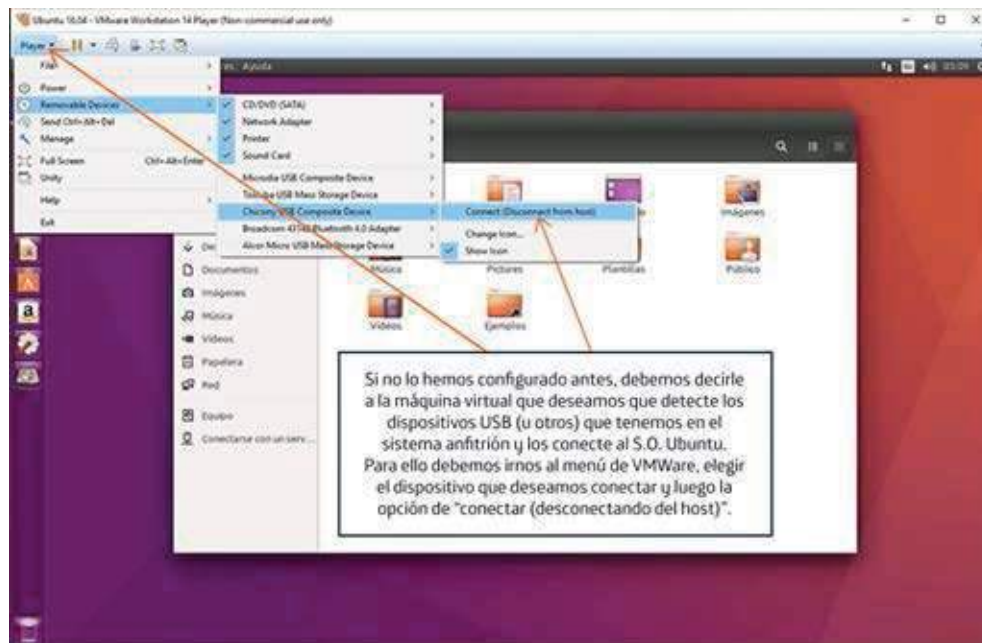 Ubuntu 16.04 - VMware Workstation 14 Player (Non-commercial use only)
Player
File
es Ayuda
Power
Removable Devices
CD/DVD (SATA)
Send Ctrl+Alt+Del
Network Adapter
Manage
Printer
Sound Card
Full Screen Ctrl+Alt+Enter
Unity
Microdia USB Composite Device
Toshiba USB Mass Storage Device
Help
Chicony USB Composite Device
Connect (Disconnect from host)
Imágenes
Exit
Broadcom Bluetooth 4.0 Adapter
Change Icon...
Alcor Micro USB Mass Storage Device
Show Icon
Documentos
Música
Pictures
Plantillas
Público
Imágenes
Música
Vídeos
Vídeos
Ejemplos
Papelera
Red
Equipo
Conectarse con un serv...
Si no lo hemos configurado antes, debemos decirle
a la máquina virtual que deseamos que detecte los
dispositivos USB (u otros) que tenemos en el
sistema anfitrión y los conecte al S.O. Ubuntu.
Para ello debemos irnos al menú de VMWare, elegir
el dispositivo que deseamos conectar y luego la
opción de "conectar (desconectando del host)".